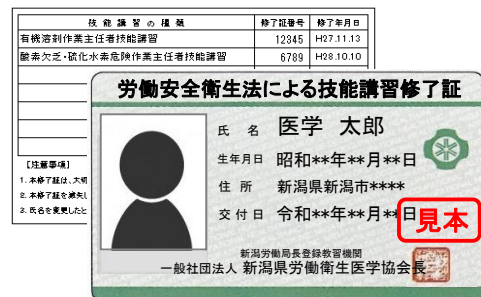 技能講習の種類 修了証番号 修了年月日
有機溶剤作業主任者技能講習 12345 H27.11.13
酸素欠乏・硫化水素危険作業主任者技能講習 6789 H28.10.10
【注意事項】
1. 本修了証は、大切
2. 本修了証を滅失し
3. 氏名を変更したと
労働安全衛生法による技能講習修了証
氏 名 医学 太郎
生年月日 昭和**年**月**日
住 所 新潟県新潟市****
交付日 令和**年**月**日
見本
新潟労働局長登録教習機関
一般社団法人 新潟県労働衛生医学協会長